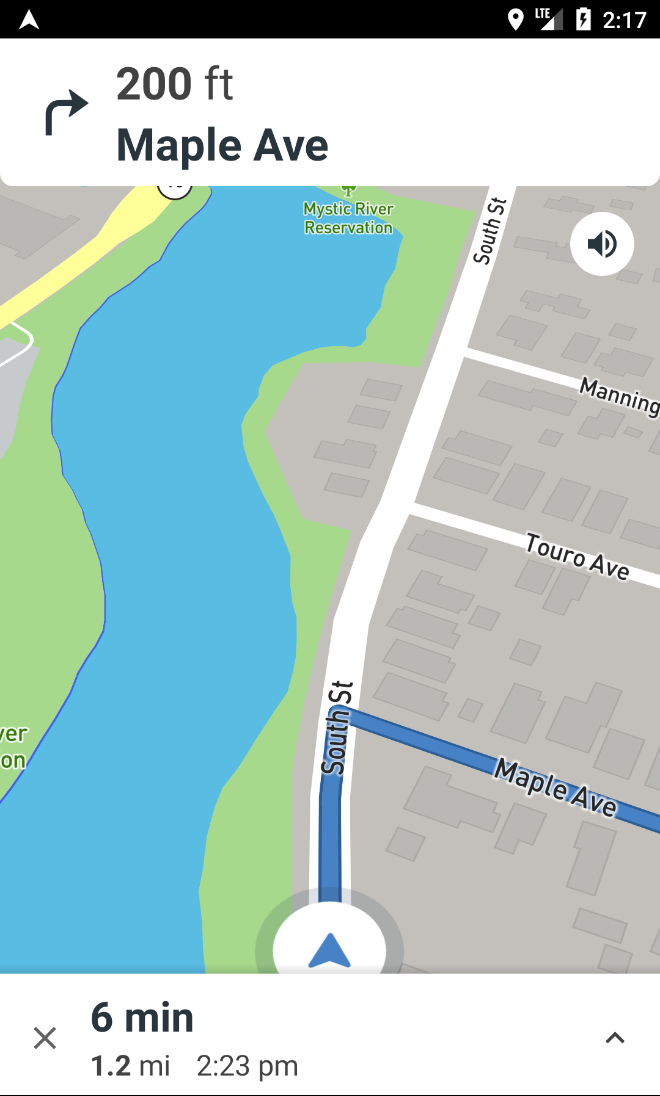 LTE
2:17
200 ft
Maple Ave
Mystic River
Reservation
South St
Manning
Touro Ave
South St
Maple Ave
6 min
1.2 mi 2:23 pm